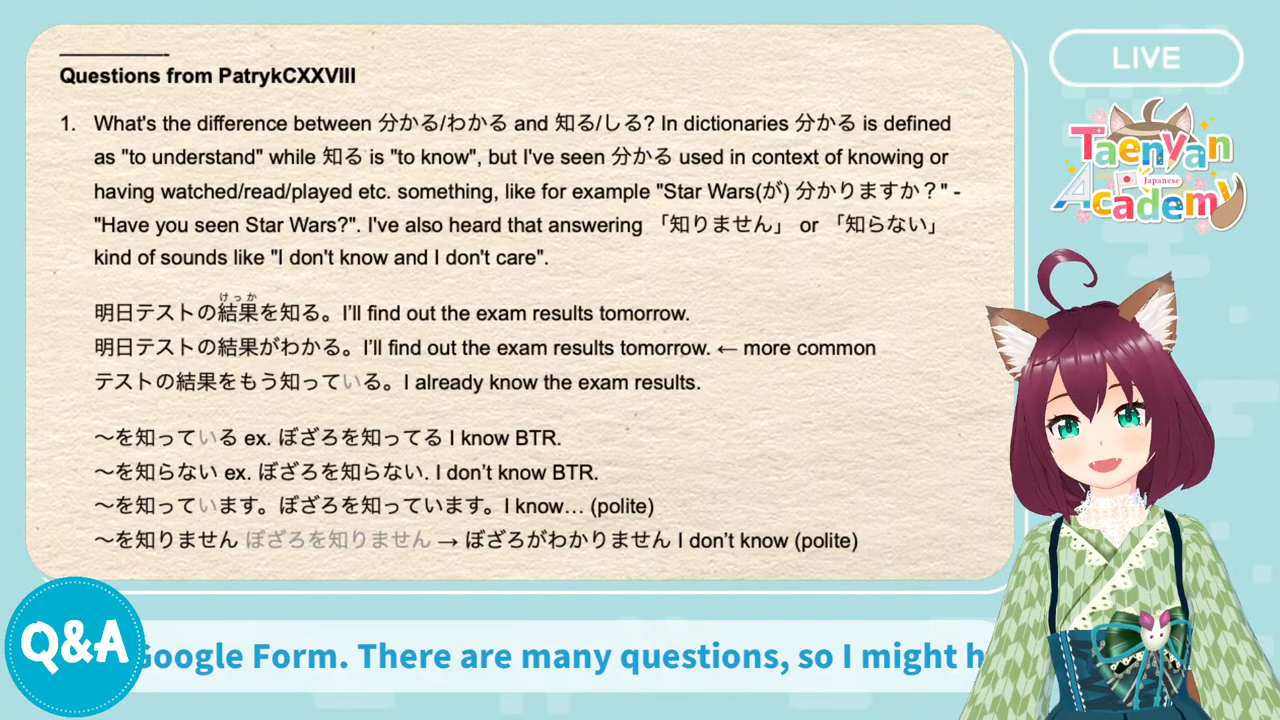 Questions from PatrykCXXVIII
1. What's the difference between 分かる/わかる and 知る/しる? In dictionaries 分かる is defined
as "to understand" while 知る is "to know", but I've seen 分かる used in context of knowing or
having watched/read/played etc. something, like for example "Star Wars(が) 分かりますか？" -
"Have you seen Star Wars?". I've also heard that answering 「知りません」 or 「知らない」
kind of sounds like "I don't know and I don't care".
けっか
明日テストの結果を知る。I'll find out the exam results tomorrow.
明日テストの結果がわかる。I'll find out the exam results tomorrow. ← more common
テストの結果をもう知っている。I already know the exam results.
～を知っている ex. ぼざろを知ってる I know BTR.
～を知らない ex. ぼざろを知らない. I don't know BTR.
～を知っています。ぼざろを知っています。I know… (polite)
～を知りません ぼざろを知りません → ぼざろがわかりません I don't know (polite)
LIVE
Taenyan
Japanese
Academy
Q&A
Google Form. There are many questions, so I might h